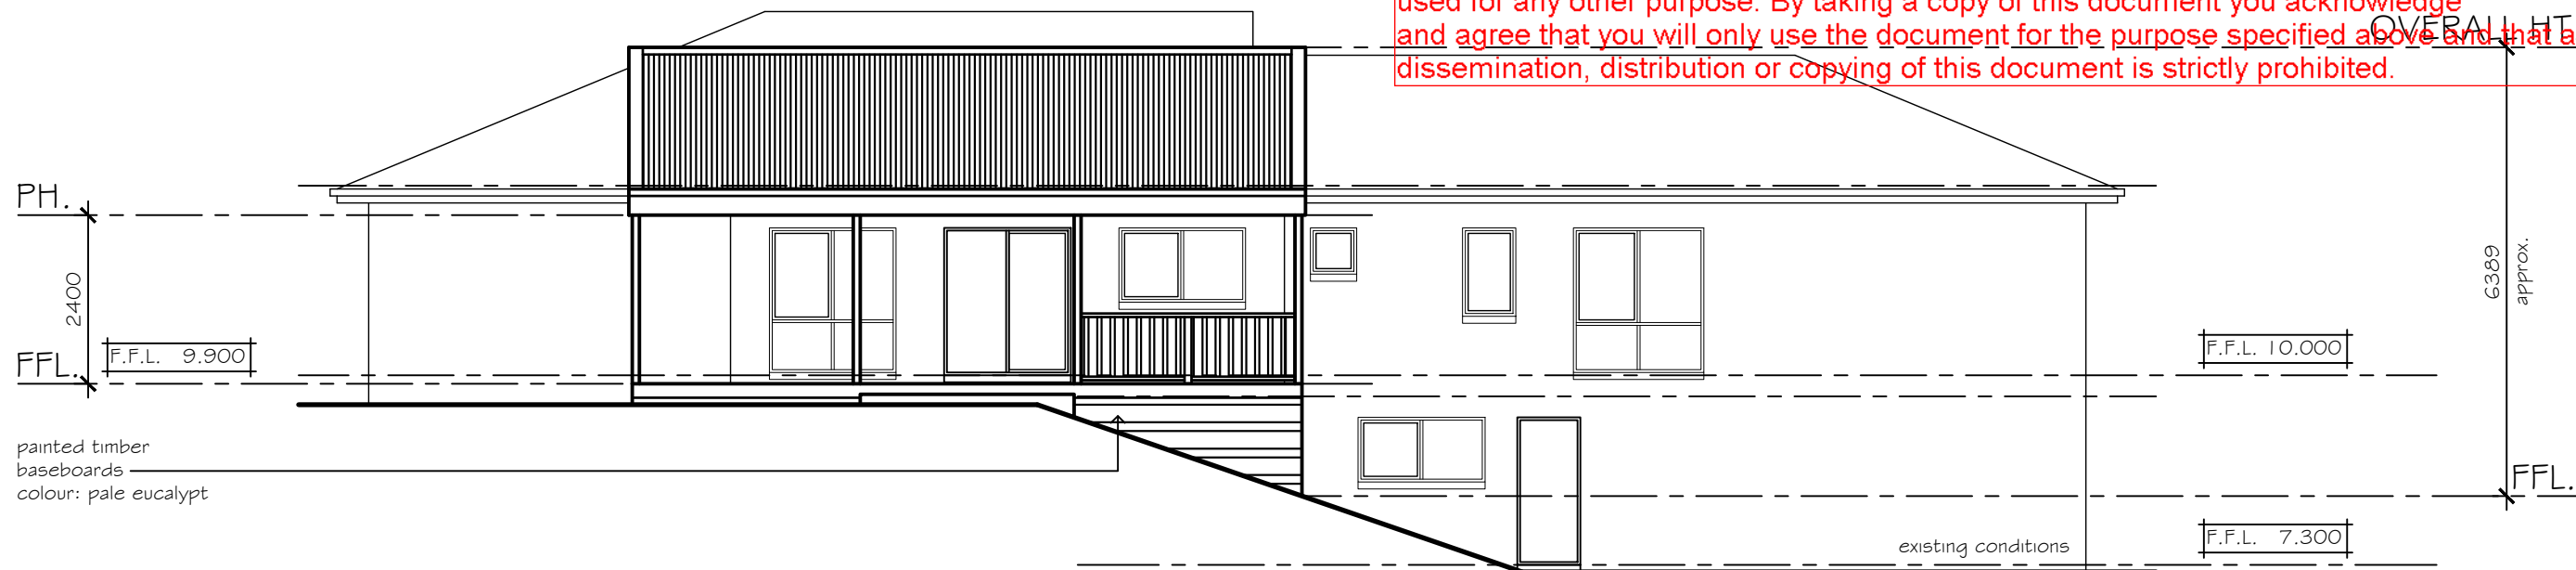 used for any other purpose. By taking a copy of this document you acknowledge
and agree that you will only use the document for the purpose specified above and that a
dissemination, distribution or copying of this document is strictly prohibited.
OVERALL HT
PH.
2400
F.F.L. 9.900
FFL.
painted timber
baseboards
colour: pale eucalypt
6389
approx.
F.F.L. 10.000
FFL.
existing conditions
F.F.L. 7.300